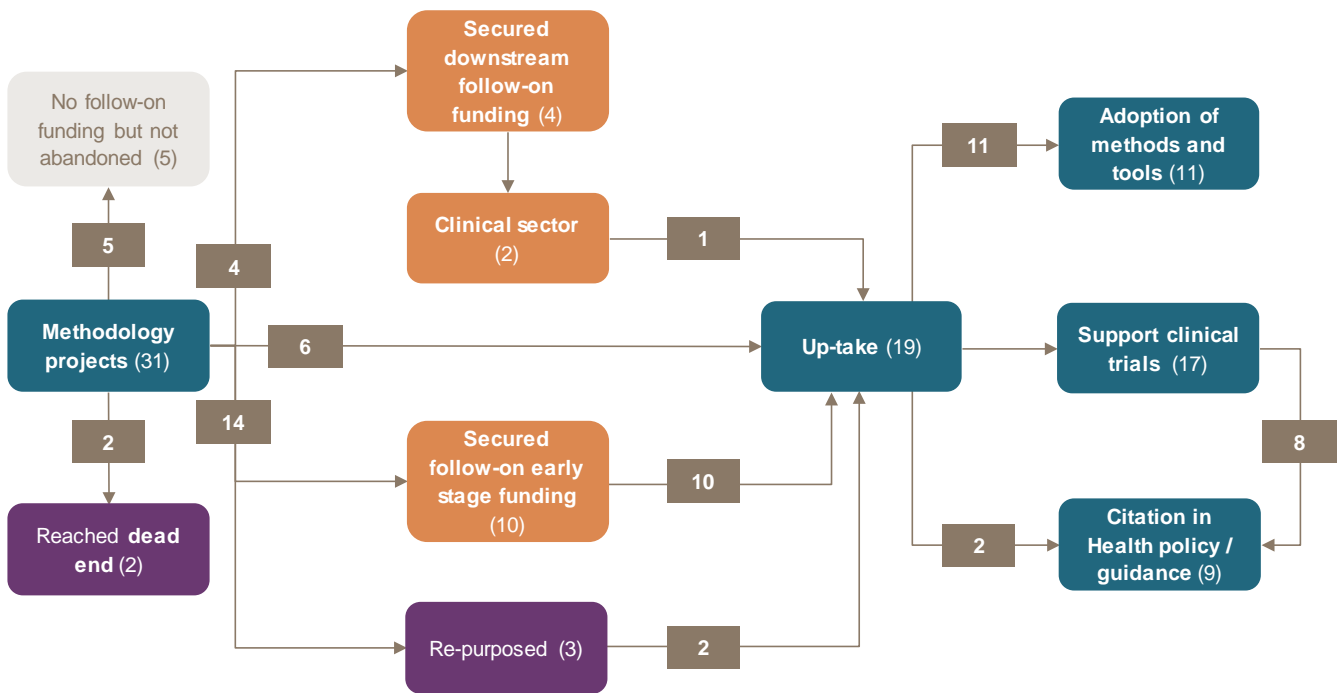 No follow-on
funding but not
abandoned (5)
5
Methodology
projects (31)
2
Reached dead
end (2)
4
6
14
Secured
downstream
follow-on
funding (4)
Clinical sector
(2)
1
Secured
follow-on early
stage funding
(10)
10
Re-purposed (3)
2
Up-take (19)
11
Adoption of
methods and
tools (11)
Support clinical
trials (17)
8
2
Citation in
Health policy /
guidance (9)